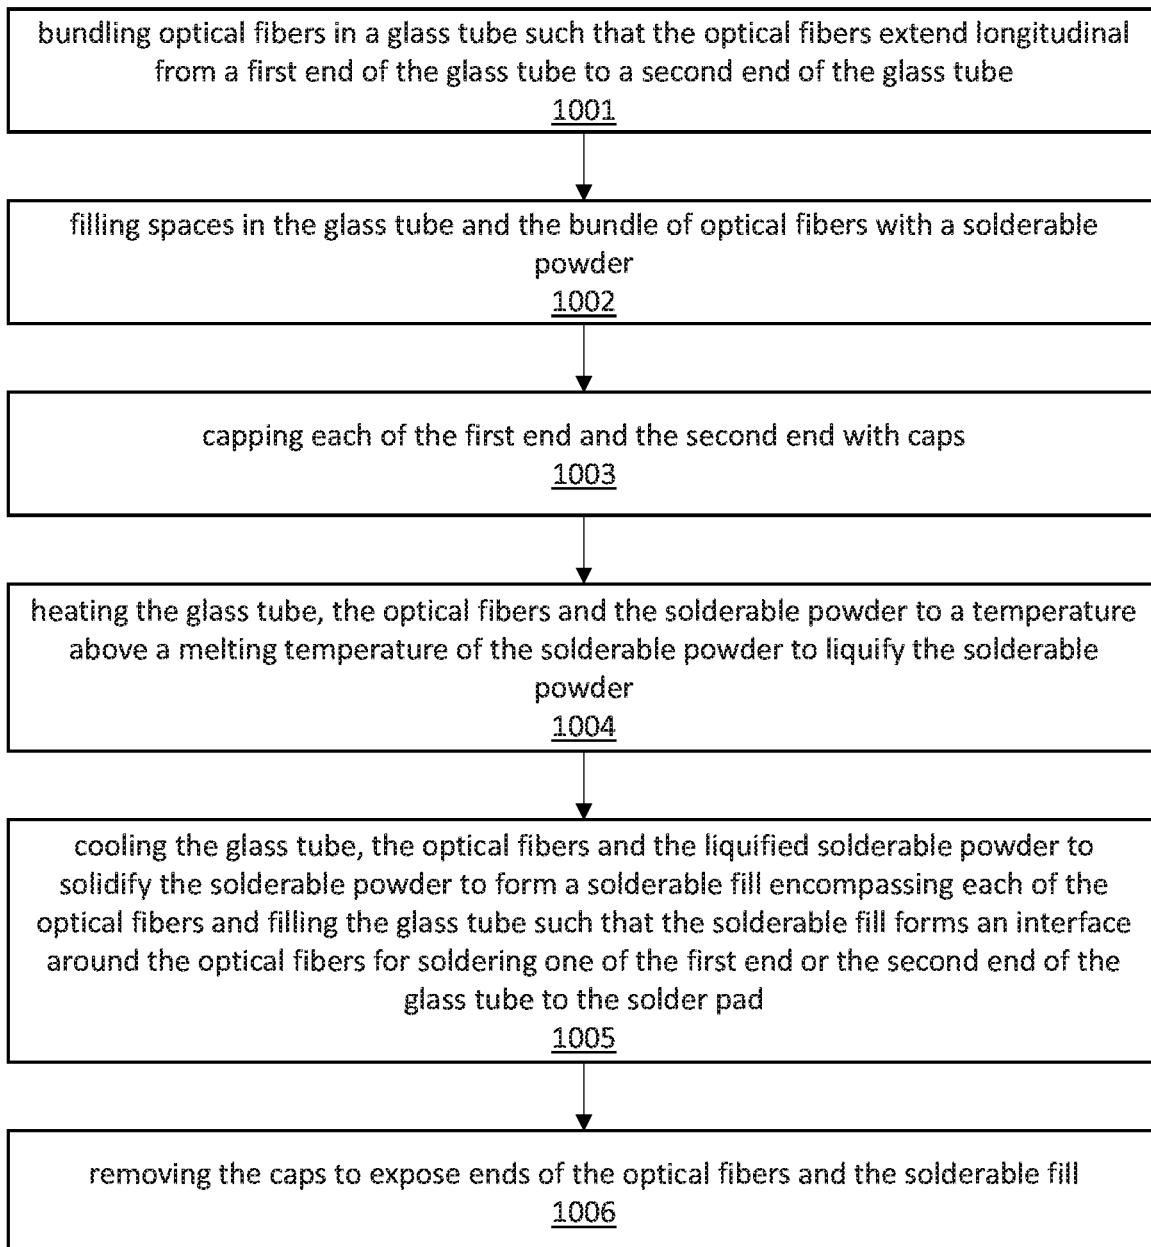 bundling optical fibers in a glass tube such that the optical fibers extend longitudinal
from a first end of the glass tube to a second end of the glass tube
1001
filling spaces in the glass tube and the bundle of optical fibers with a solderable
powder
1002
capping each of the first end and the second end with caps
1003
heating the glass tube, the optical fibers and the solderable powder to a temperature
above a melting temperature of the solderable powder to liquify the solderable
powder
1004
cooling the glass tube, the optical fibers and the liquified solderable powder to
solidify the solderable powder to form a solderable fill encompassing each of the
optical fibers and filling the glass tube such that the solderable fill forms an interface
around the optical fibers for soldering one of the first end or the second end of the
glass tube to the solder pad
1005
removing the caps to expose ends of the optical fibers and the solderable fill
1006